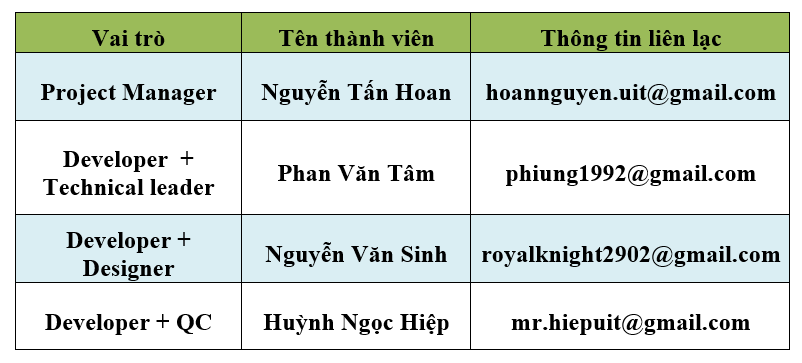 Vai trò Tên thành viên Thông tin liên lạc
Project Manager Nguyễn Tấn Hoan hoannguyen.uit@gmail.com
Developer +
Technical leader Phan Văn Tâm phiung1992@gmail.com
Developer +
Designer Nguyễn Văn Sinh royalknight2902@gmail.com
Developer + QC Huỳnh Ngọc Hiệp mr.hiepuit@gmail.com